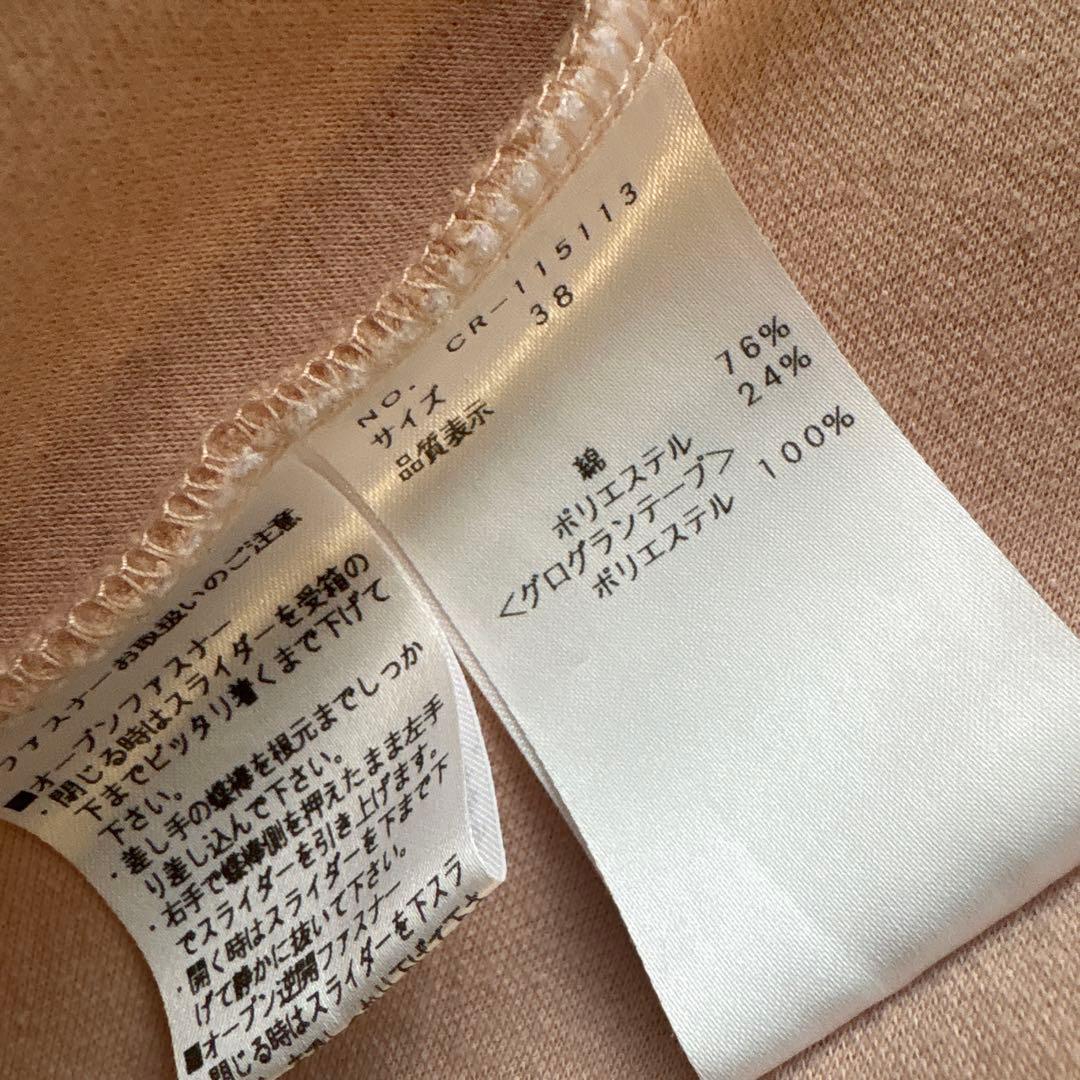 NO. CR-115113
サイズ 38
品質表示
綿 76%
ポリエステル 24%
<グログランテープ>
ポリエステル 100%
ファスナーお取扱いのご注意
■オープンファスナー
・閉じる時はスライダーを受箱の
下までピッタリ着くまで下げて
下さい。
・差し手の蝶棒を根元までしっか
り差し込んで下さい。
・右手で蝶棒側を押えたまま左手
でスライダーを引き上げます。
・開く時はスライダーを下まで下
げて静かに抜いて下さい。
■オープン逆開ファスナー
閉じる時はスライダーを下スラ